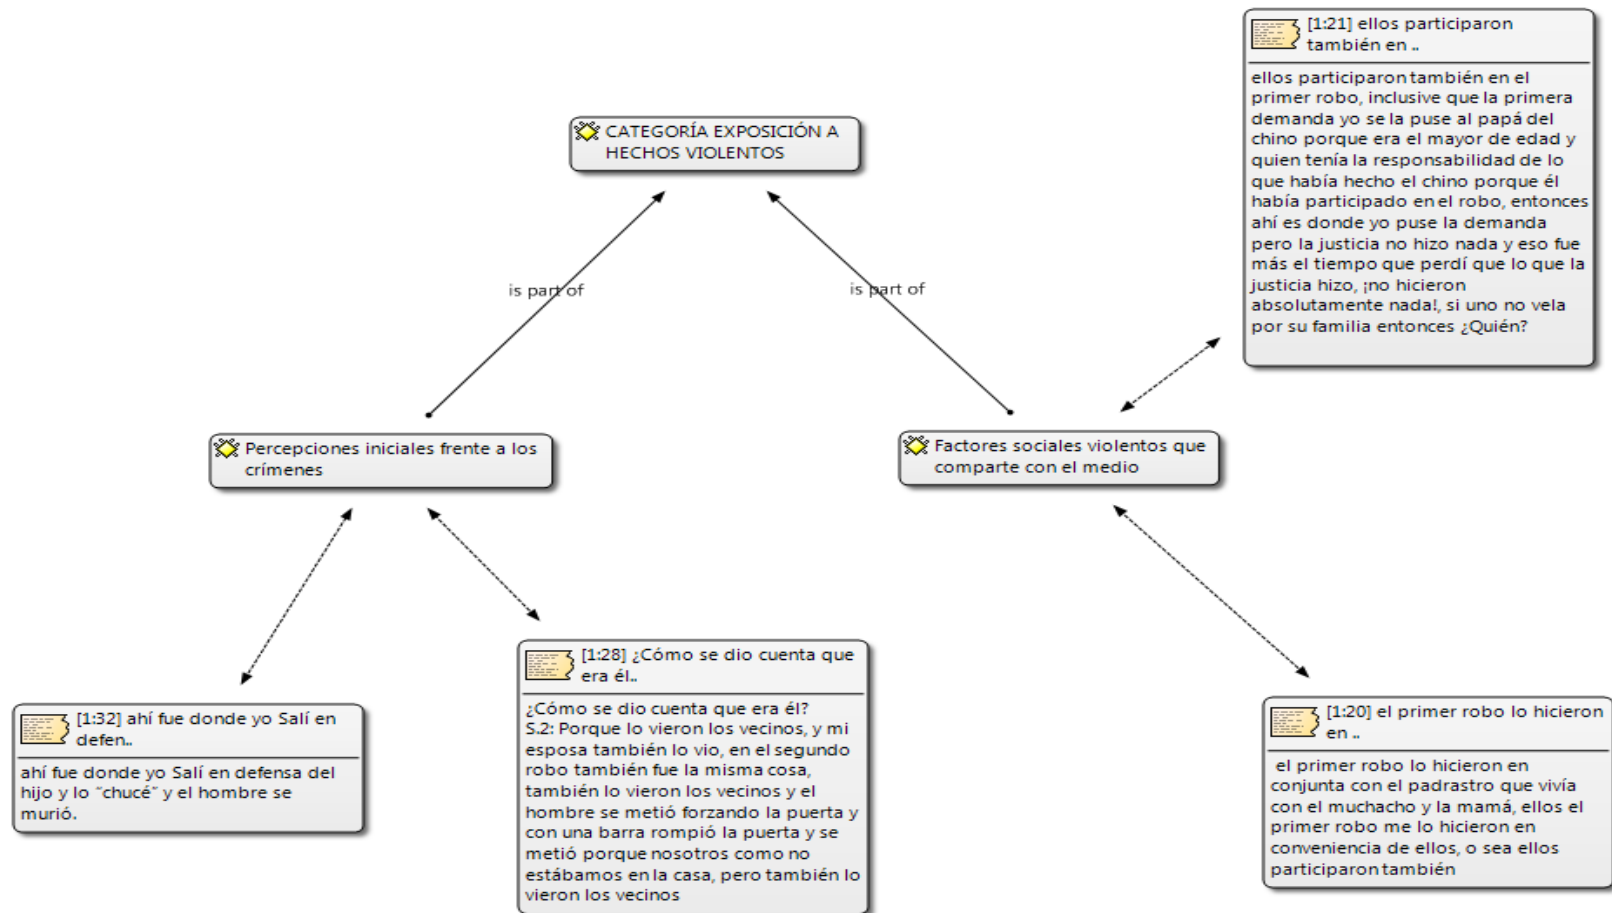 [1:21] ellos participaron
también en ..
ellos participaron también en el
primer robo, inclusive que la primera
demanda yo se la puse al papá del
chino porque era el mayor de edad y
quien tenía la responsabilidad de lo
que había hecho el chino porque él
había participado en el robo, entonces
ahí es donde yo puse la demanda
pero la justicia no hizo nada y eso fue
más el tiempo que perdí que lo que la
justicia hizo, ¡no hicieron
absolutamente nada!, si uno no vela
por su familia entonces ¿Quién?
CATEGORÍA EXPOSICIÓN A
HECHOS VIOLENTOS
is part of
is part of
Percepciones iniciales frente a los
crímenes
Factores sociales violentos que
comparte con el medio
[1:32] ahí fue donde yo Salí en
defen..
ahí fue donde yo Salí en defensa del
hijo y lo “chucé” y el hombre se
murió.
[1:28] ¿Cómo se dio cuenta que
era él..
¿Cómo se dio cuenta que era él?
S.2: Porque lo vieron los vecinos, y mi
esposa también lo vio, en el segundo
robo también fue la misma cosa,
también lo vieron los vecinos y el
hombre se metió forzando la puerta y
con una barra rompió la puerta y se
metió porque nosotros como no
estábamos en la casa, pero también lo
vieron los vecinos
[1:20] el primer robo lo hicieron
en ..
el primer robo lo hicieron en
conjunta con el padrastro que vivía
con el muchacho y la mamá, ellos el
primer robo me lo hicieron en
conveniencia de ellos, o sea ellos
participaron también